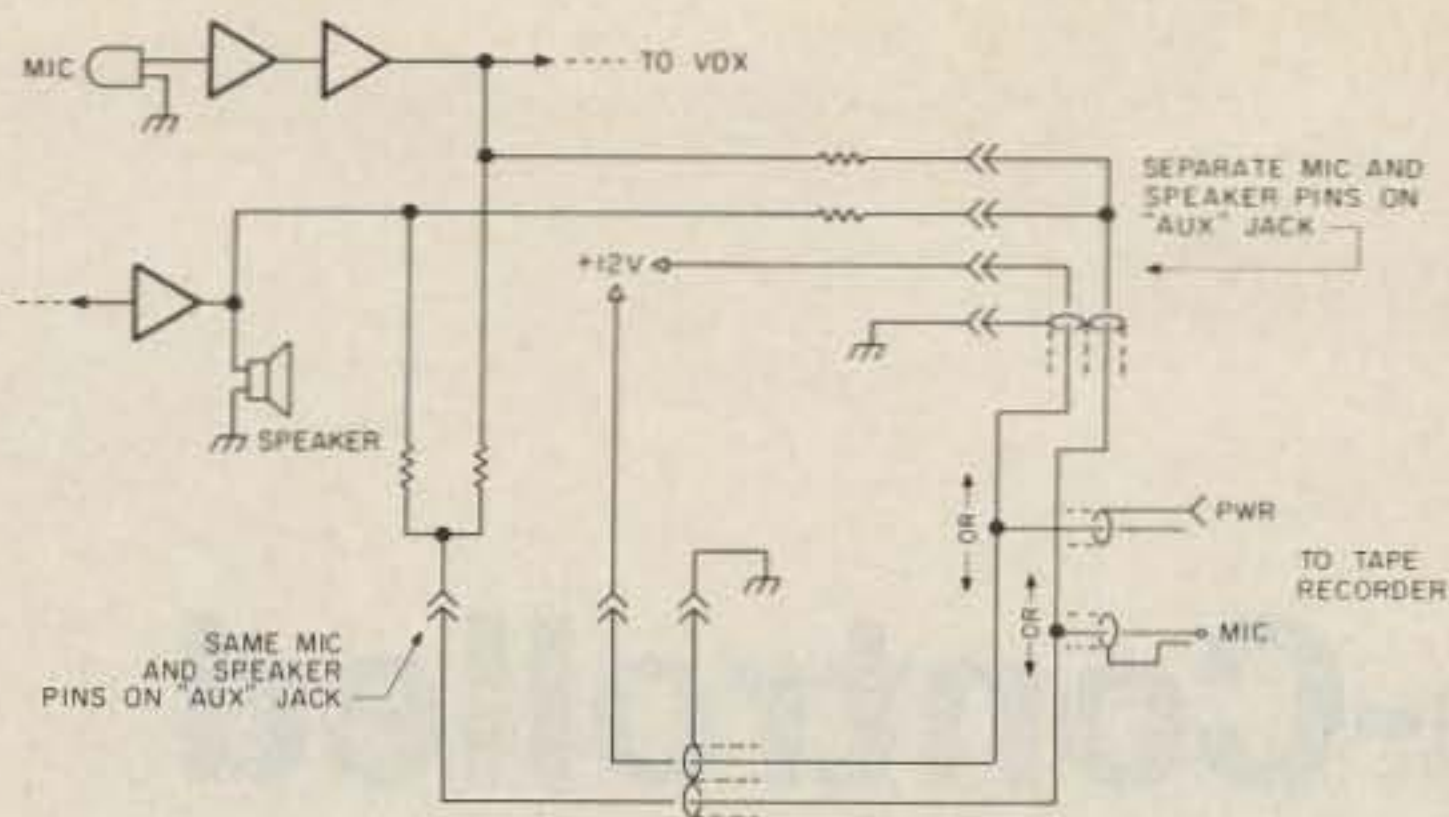 MIC
TO VOX
SEPARATE MIC AND
SPEAKER PINS ON
"AUX" JACK
+12V
SPEAKER
OR
PWR
TO TAPE
RECORDER
OR
MIC
SAME MIC
AND SPEAKER
PINS ON "AUX" JACK